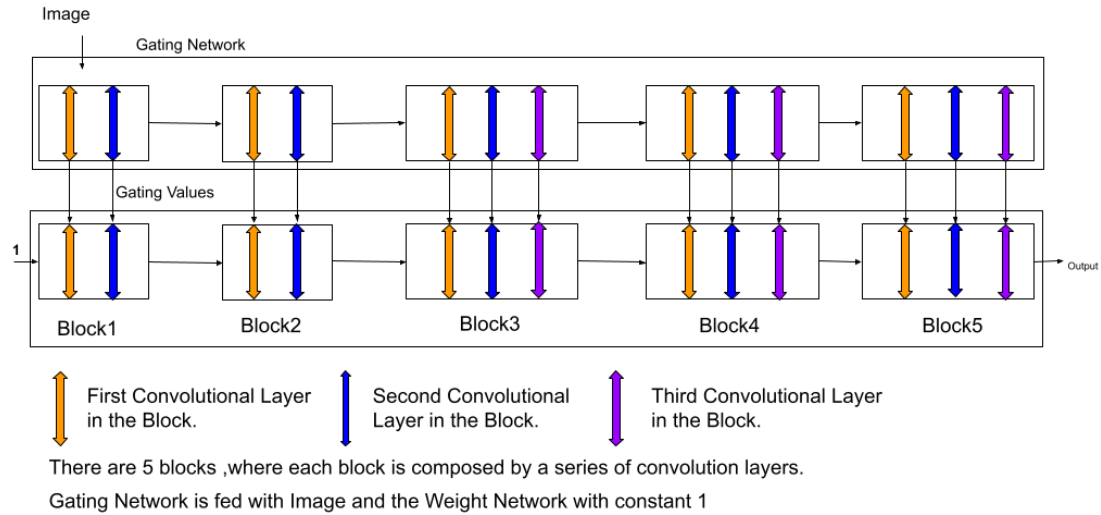 Image
Gating Network
Gating Values
1
Output
Block1
Block2
Block3
Block4
Block5
First Convolutional Layer
in the Block.
Second Convolutional
Layer in the Block.
Third Convolutional Layer
in the Block.
There are 5 blocks ,where each block is composed by a series of convolution layers.
Gating Network is fed with Image and the Weight Network with constant 1